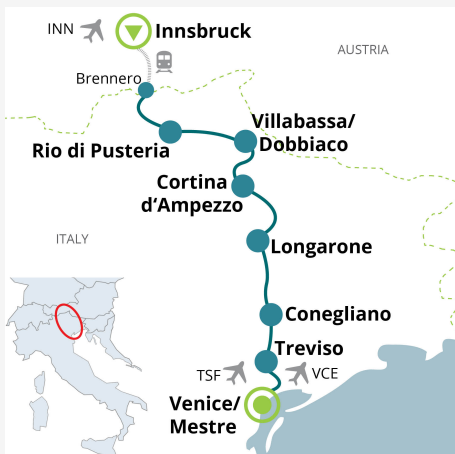 INN
Innsbruck
AUSTRIA
Brennero
Villabassa/
Dobbiaco
Rio di Pusteria
Cortina
d‘Ampezzo
ITALY
Longarone
Conegliano
Treviso
TSF
VCE
Venice/
Mestre